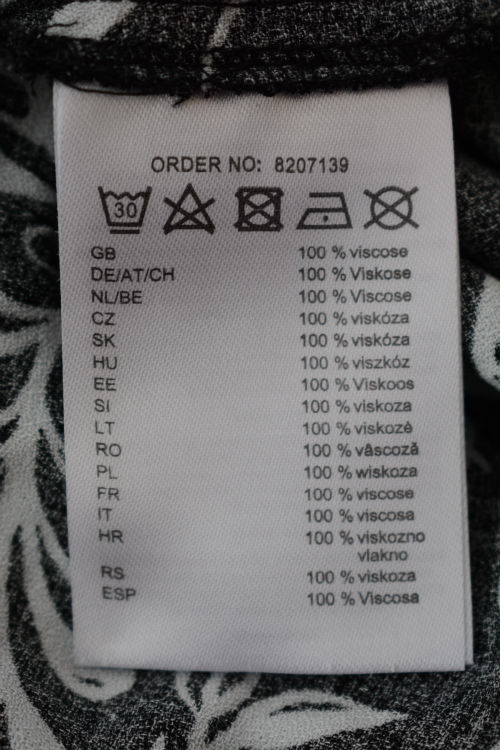 ORDER NO: 8207139
30
GB 100 % viscose
DE/AT/CH 100 % Viskose
NL/BE 100 % Viscose
CZ 100 % viskóza
SK 100 % viskóza
HU 100 % viszkóz
EE 100 % Viskoos
SI 100 % viskoza
LT 100 % viskozė
RO 100 % vâscoză
PL 100 % wiskoza
FR 100 % viscose
IT 100 % viscosa
HR 100 % viskozno
vlakno
RS 100 % viskoza
ESP 100 % Viscosa